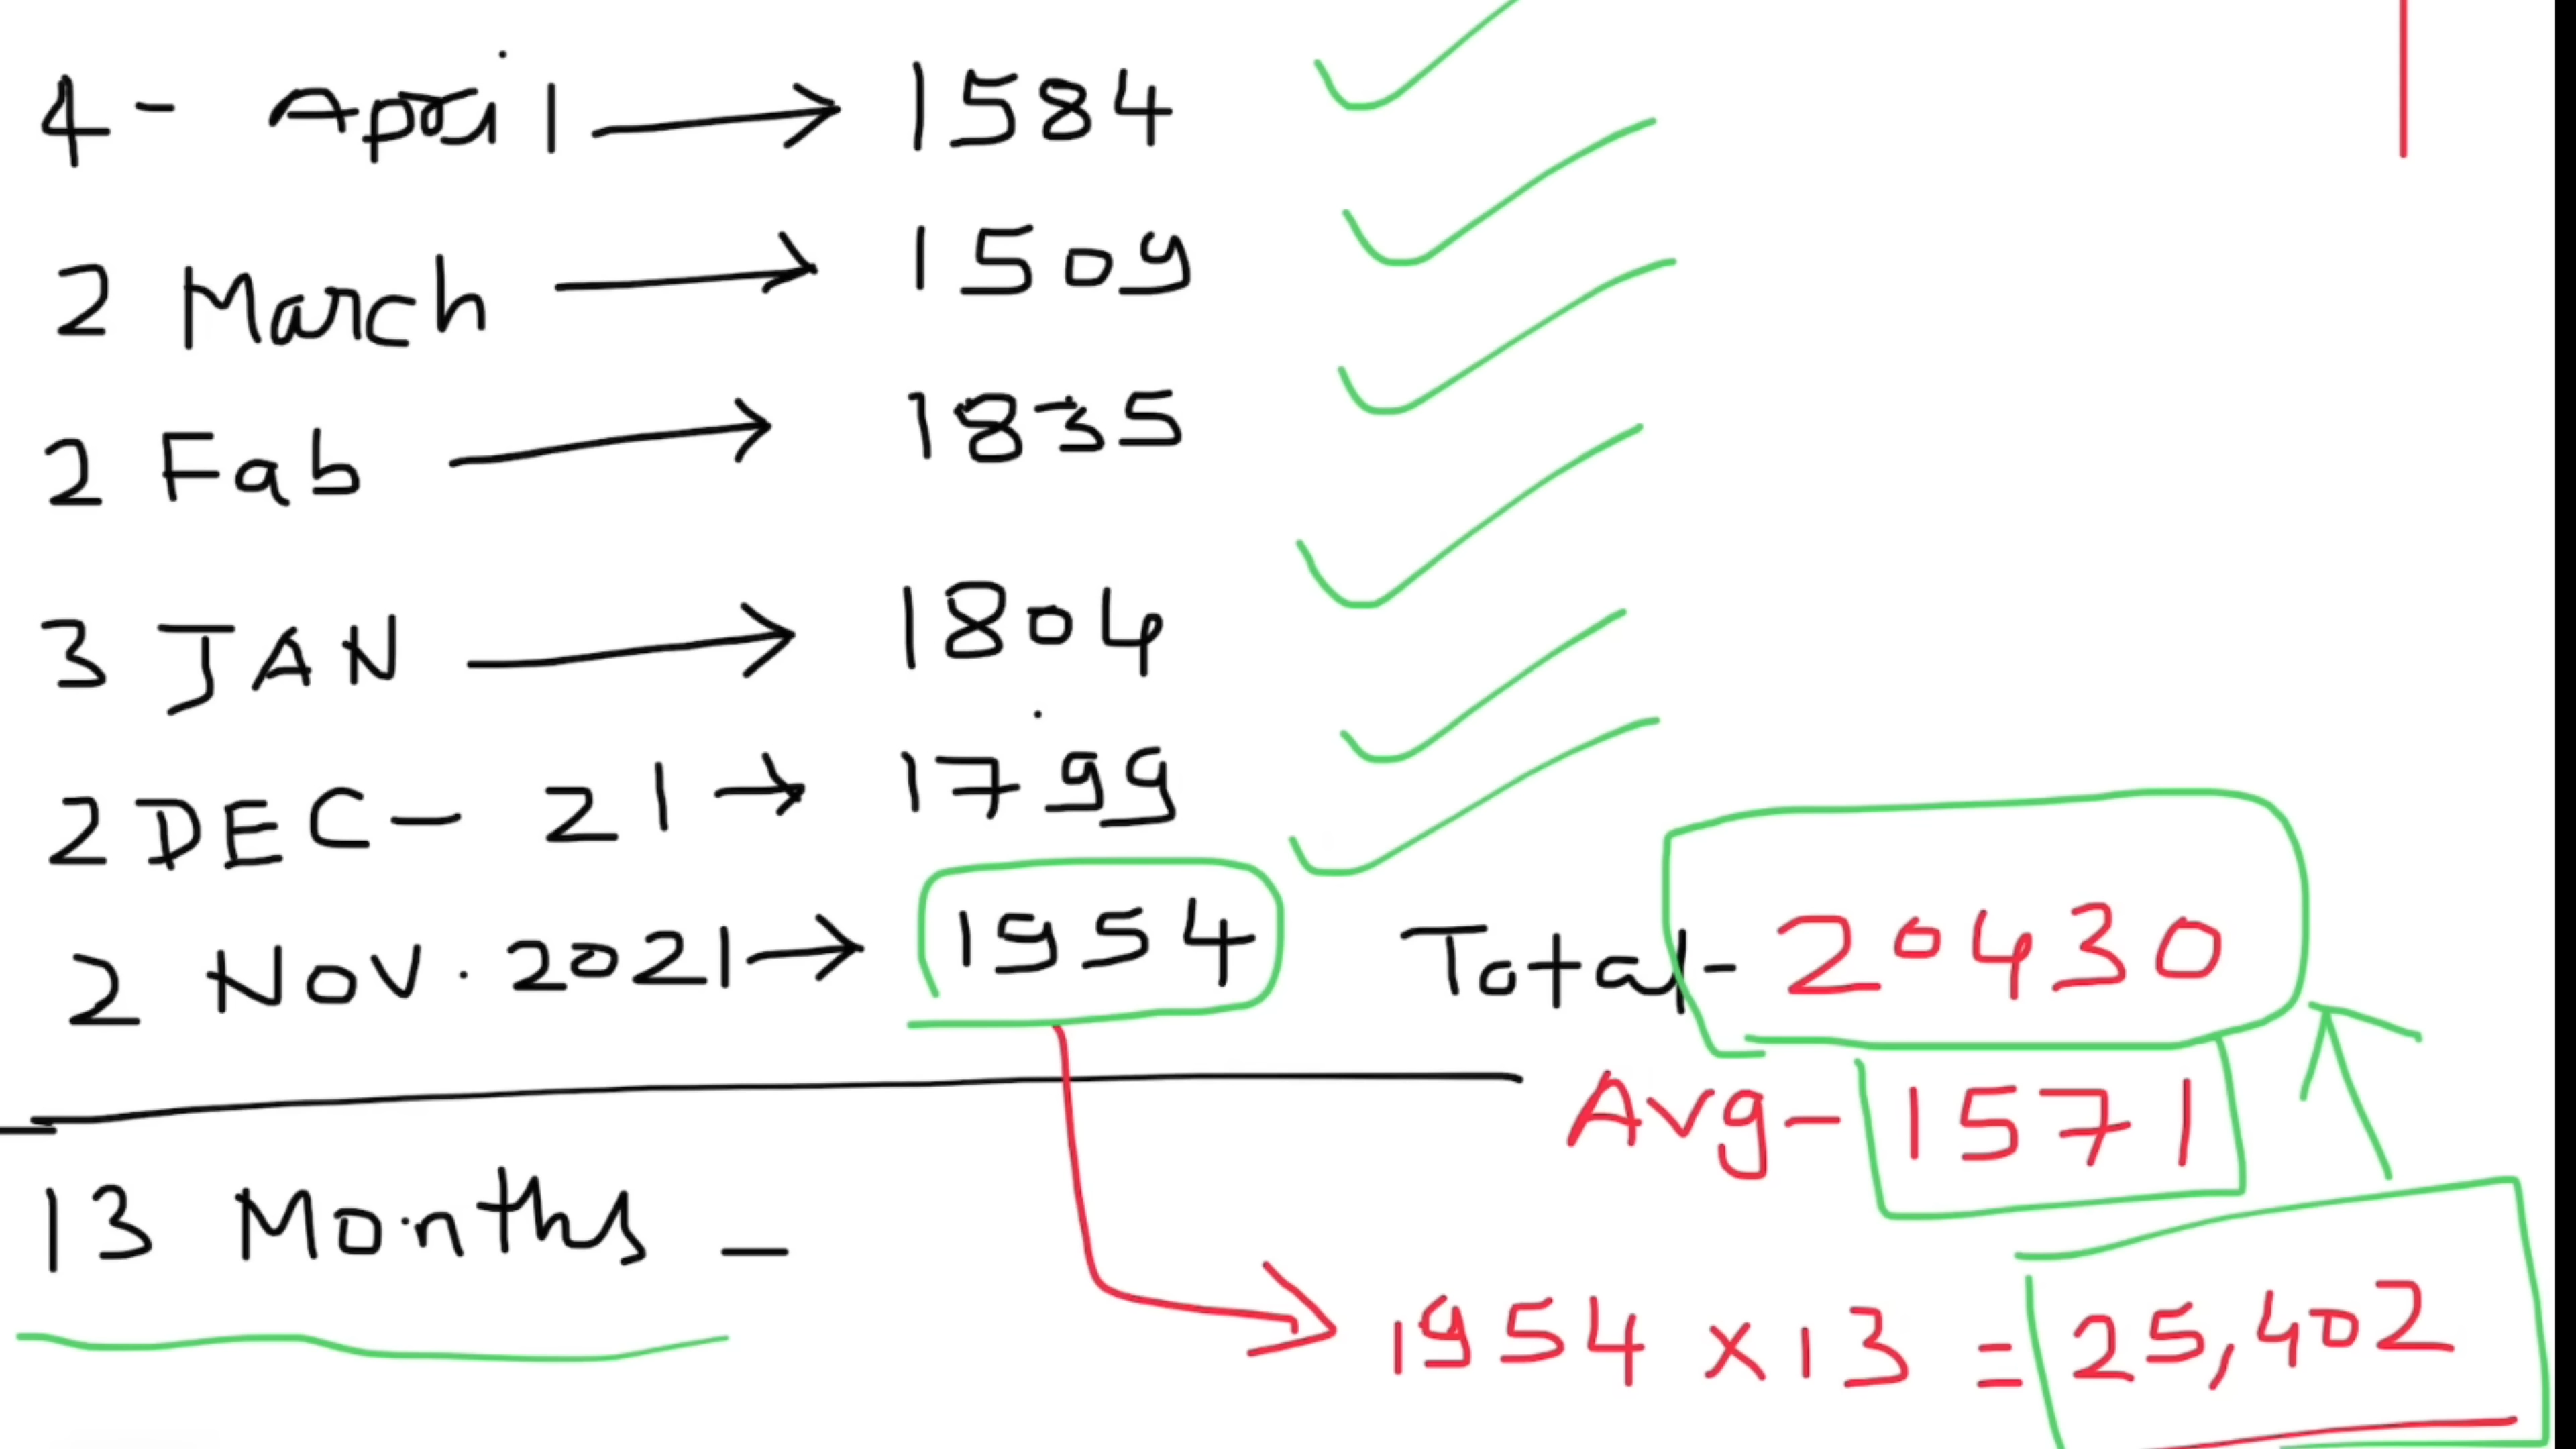 4 - April → 1584
2 March → 1509
2 Fab → 1835
3 JAN → 1804
2 DEC - 21 → 1799
2 Nov. 2021 → 1954
Total - 20430
Avg - 1571
13 Months -
1954 x 13 = 25,402